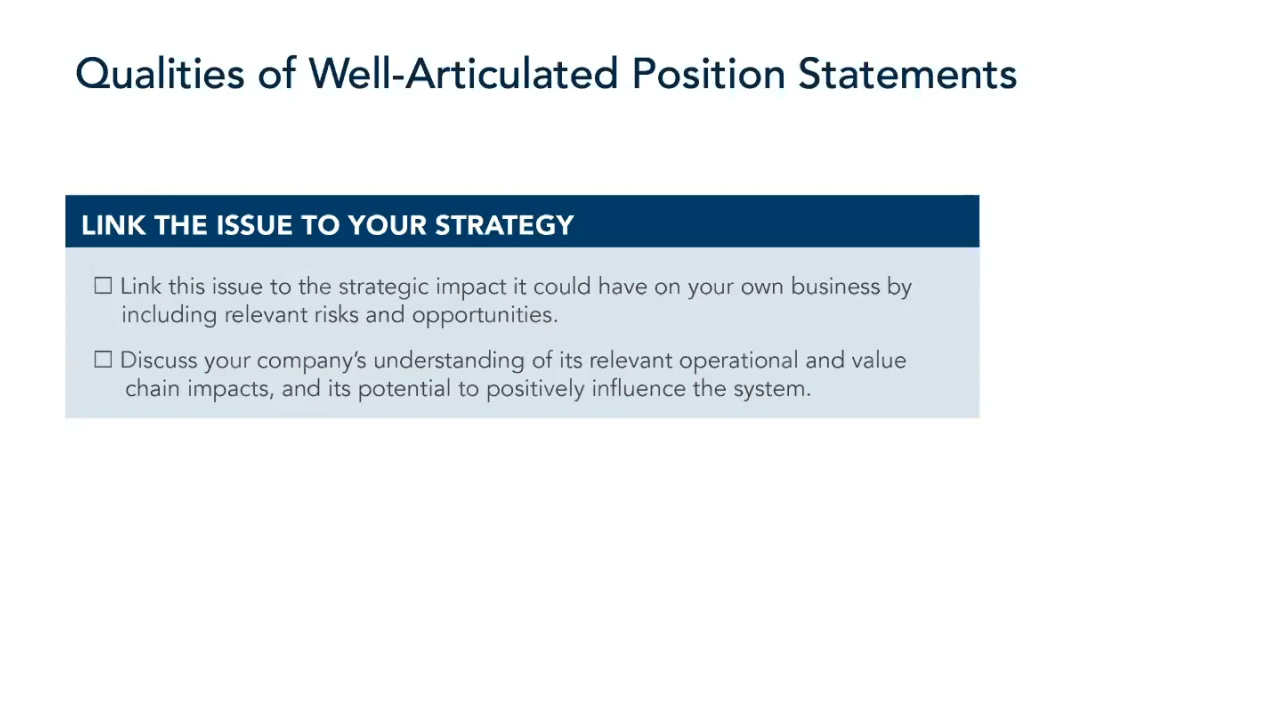 Qualities of Well-Articulated Position Statements
LINK THE ISSUE TO YOUR STRATEGY
☐ Link this issue to the strategic impact it could have on your own business by
including relevant risks and opportunities.
☐ Discuss your company’s understanding of its relevant operational and value
chain impacts, and its potential to positively influence the system.